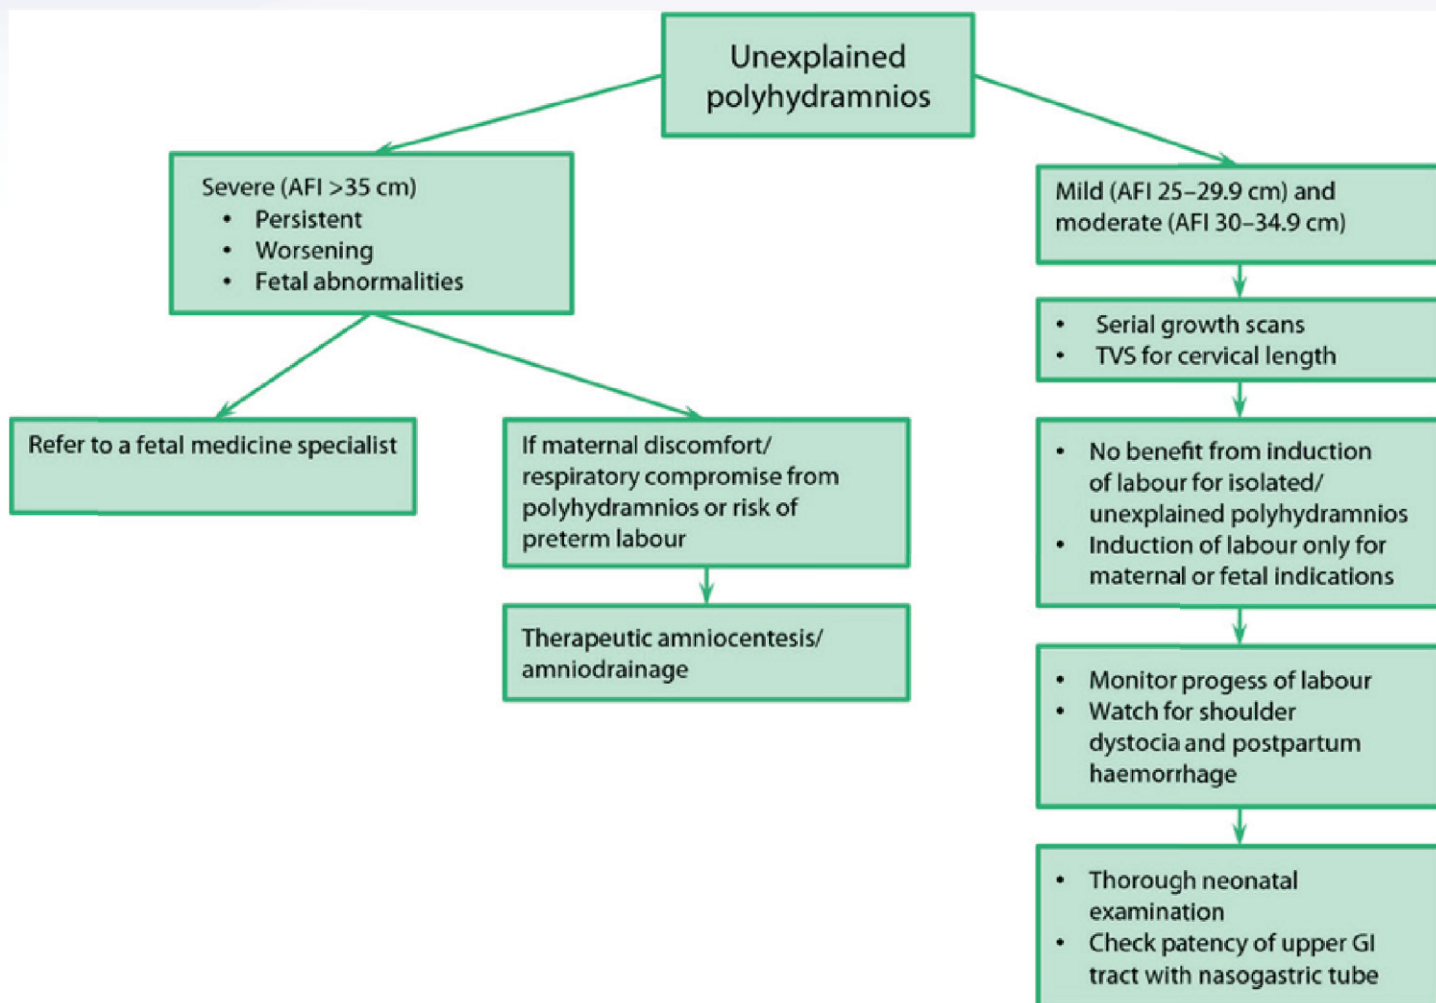 Unexplained
polyhydramnios
Severe (AFI >35 cm)
• Persistent
• Worsening
• Fetal abnormalities
Refer to a fetal medicine specialist
If maternal discomfort/
respiratory compromise from
polyhydramnios or risk of
preterm labour
Therapeutic amniocentesis/
amniodrainage
Mild (AFI 25–29.9 cm) and
moderate (AFI 30–34.9 cm)
• Serial growth scans
• TVS for cervical length
• No benefit from induction
of labour for isolated/
unexplained polyhydramnios
• Induction of labour only for
maternal or fetal indications
• Monitor progess of labour
• Watch for shoulder
dystocia and postpartum
haemorrhage
• Thorough neonatal
examination
• Check patency of upper GI
tract with nasogastric tube